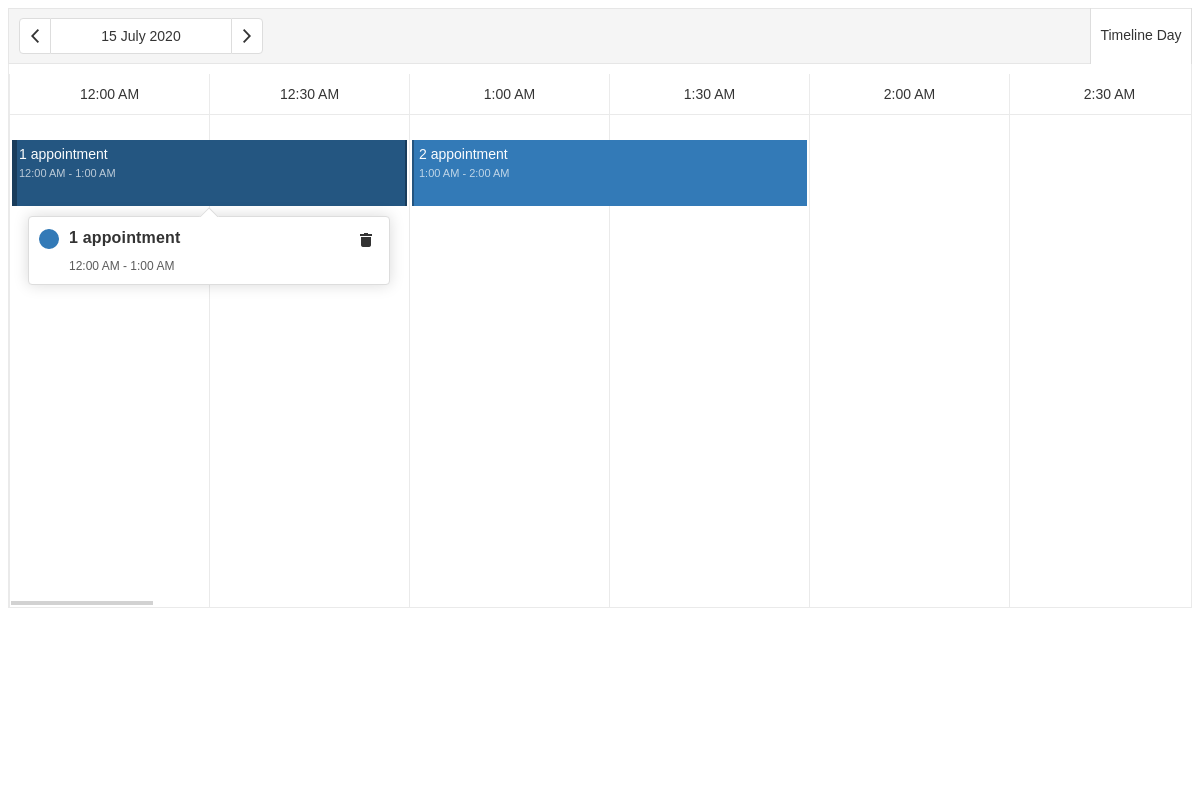 15 July 2020
Timeline Day
12:00 AM
12:30 AM
1:00 AM
1:30 AM
2:00 AM
2:30 AM
1 appointment
12:00 AM - 1:00 AM
2 appointment
1:00 AM - 2:00 AM
1 appointment
12:00 AM - 1:00 AM